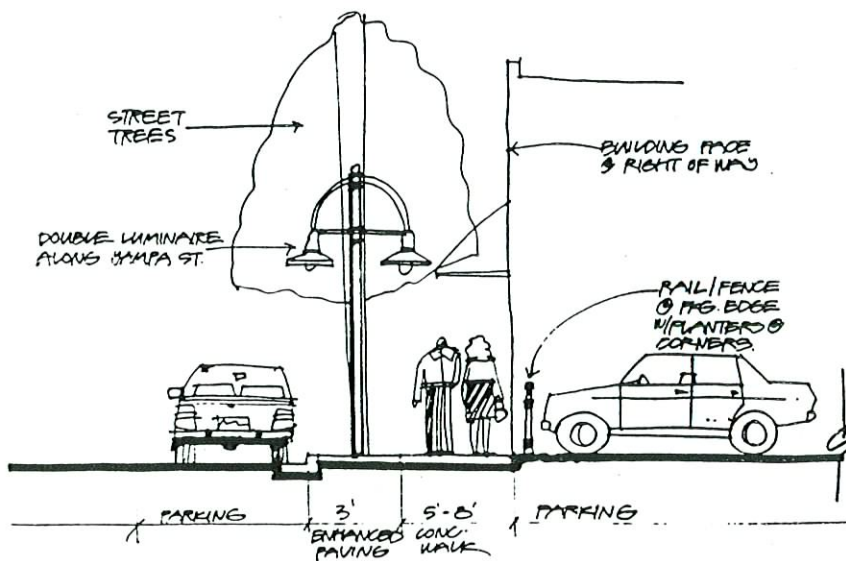 STREET
TREES
BUILDING FACE
@ RIGHT OF WAY
DOUBLE LUMINAIRE
ALONG YAMPA ST.
RAIL/FENCE
@ PKG. EDGE
W/PLANTERS @
CORNERS.
PARKING
3'
ENHANCED
PAVING
5'-8'
CONC.
WALK
PARKING